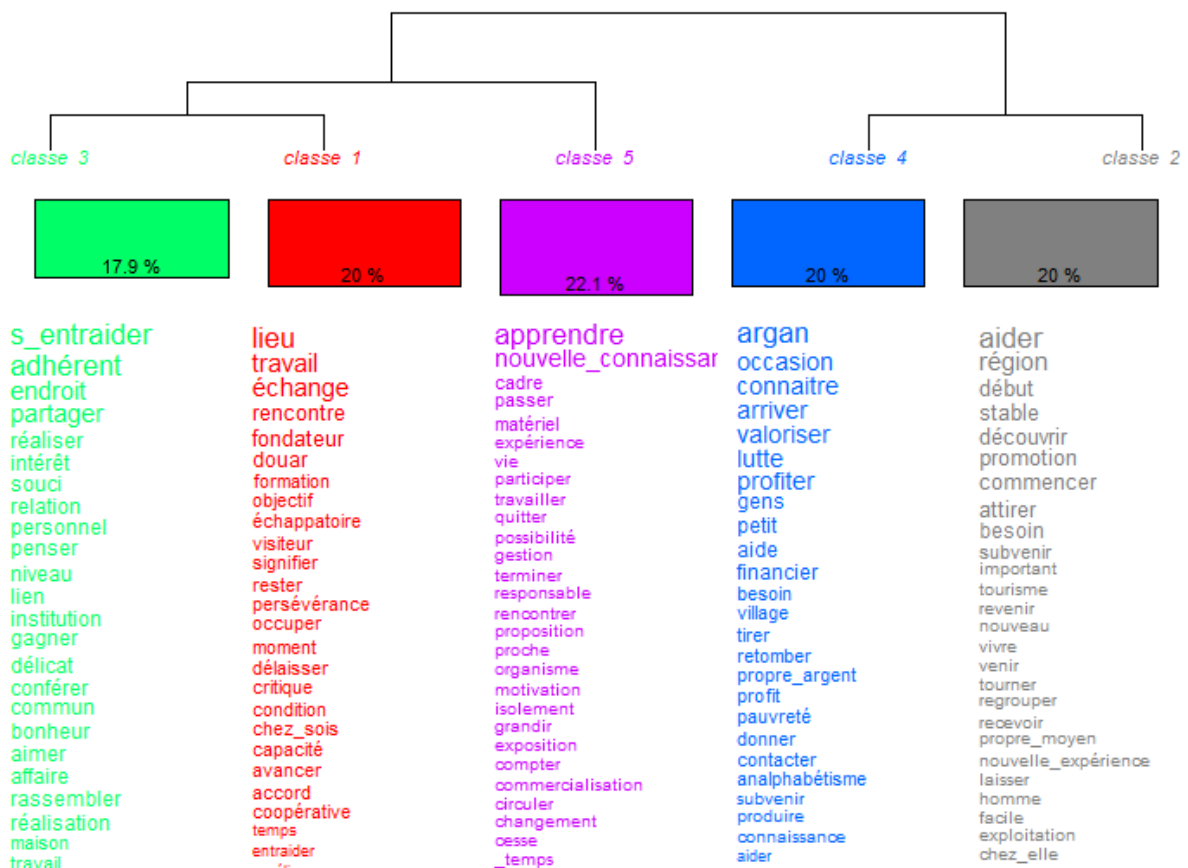 classe 3
classe 1
classe 5
classe 4
classe 2
17.9 %
20 %
22.1 %
20 %
20 %
s_entraider
adhérent
endroit
partager
réaliser
intérêt
souci
relation
personnel
penser
niveau
lien
institution
gagner
délicat
conférer
commun
bonheur
aimer
affaire
rassembler
réalisation
maison
travail
lieu
travail
échange
rencontre
fondateur
douar
formation
objectif
échappatoire
visiteur
signifier
rester
persévérance
occuper
moment
délaisser
critique
condition
chez_sois
capacité
avancer
accord
coopérative
temps
entraider
apprendre
nouvelle_connaissar
cadre
passer
matériel
expérience
vie
participer
travailler
quitter
possibilité
gestion
terminer
responsable
rencontrer
proposition
proche
organisme
motivation
isolement
grandir
exposition
compter
commercialisation
circuler
changement
cesse
_temps
argan
occasion
connaitre
arriver
valoriser
lutte
profiter
gens
petit
aide
financier
besoin
village
tirer
retomber
propre_argent
profit
pauvreté
donner
contacter
analphabétisme
subvenir
produire
connaissance
aider
aider
région
début
stable
découvrir
promotion
commencer
attirer
besoin
subvenir
important
tourisme
revenir
nouveau
vivre
venir
tourner
regrouper
recevoir
propre_moyen
nouvelle_expérience
laisser
homme
facile
exploitation
chez_elle